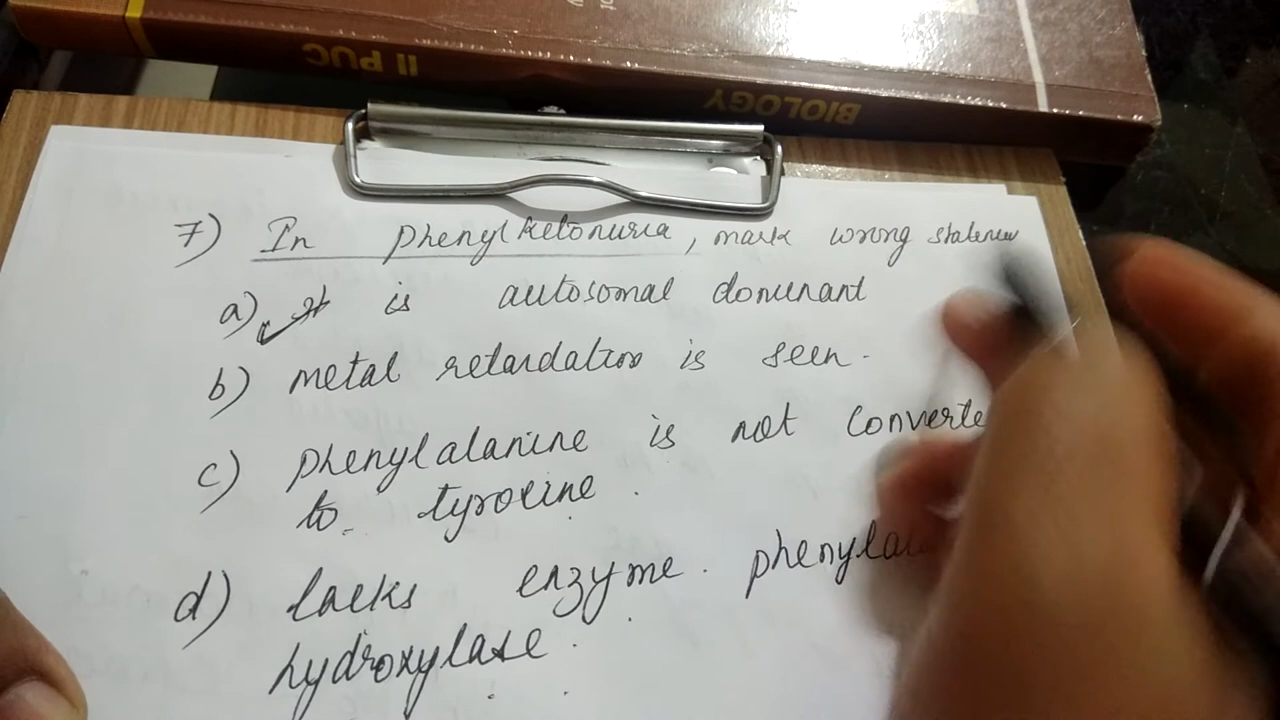 II PUC
BIOLOGY
7) In phenylketonuria, mark wrong
a) It is autosomal dominant
b) metal retardation is seen.
c) phenylalanine is not converte
to tyrosine.
d) lacks enzyme. phenylal
hydroxylase.